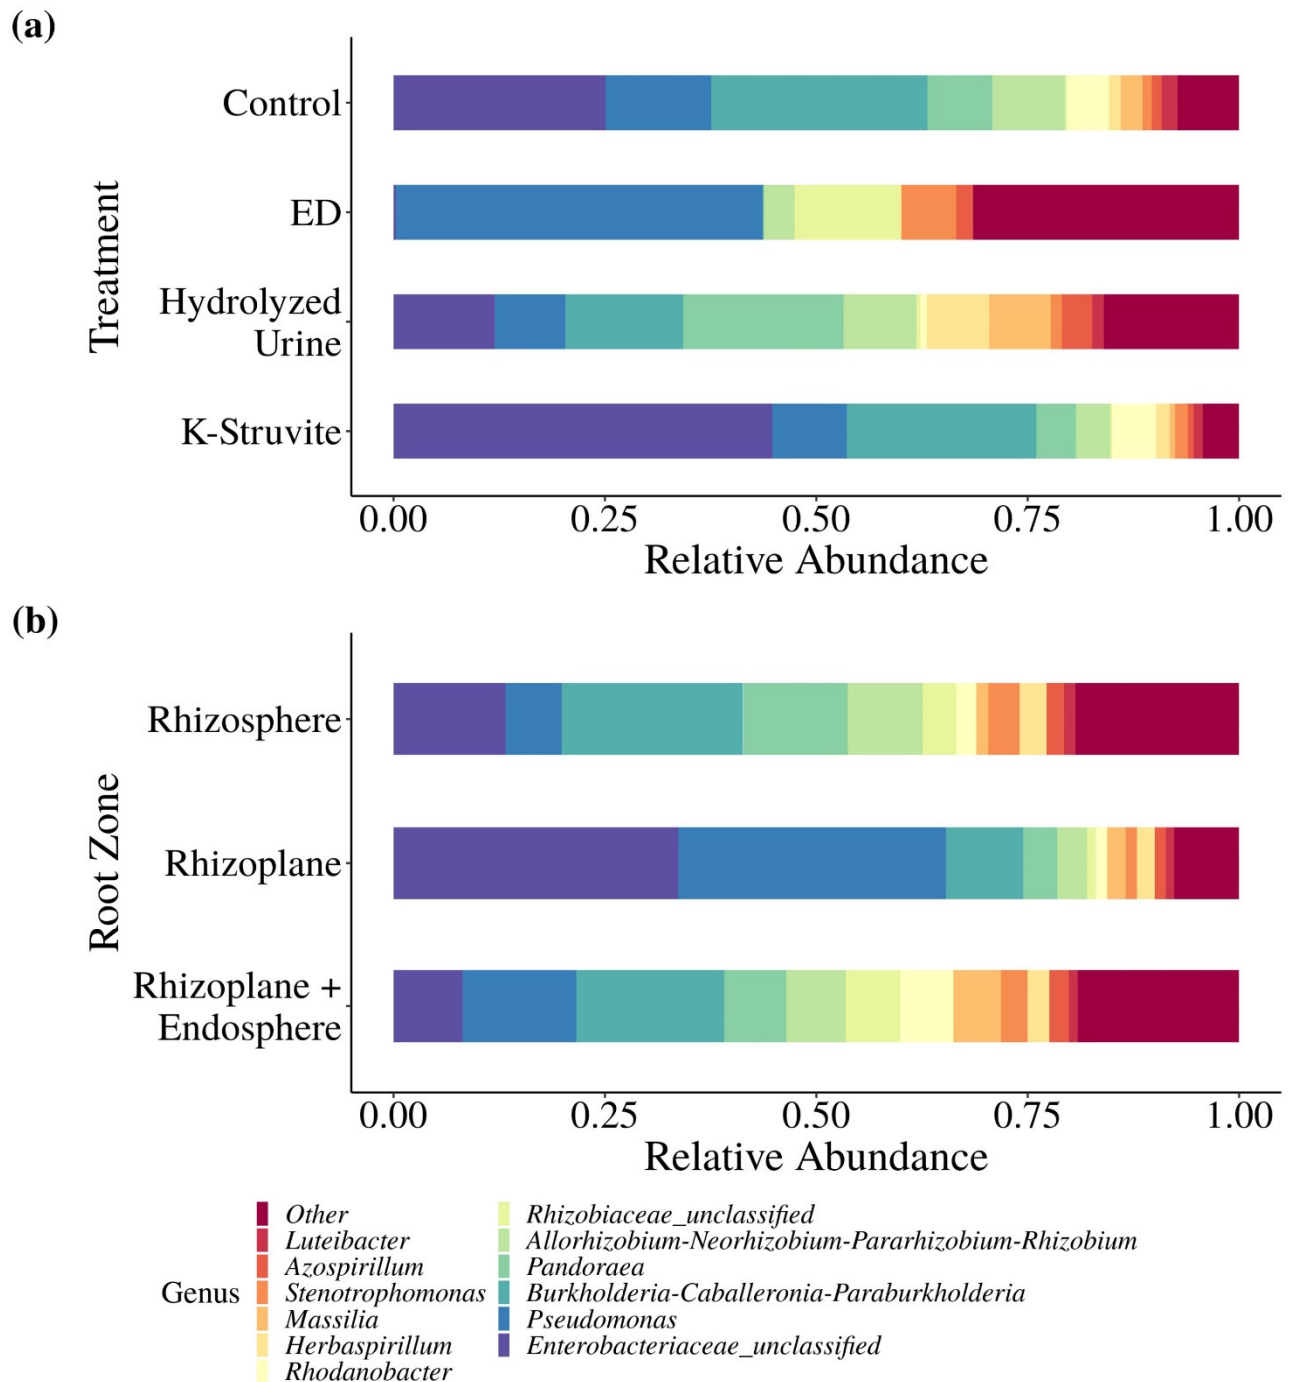 (a)
Treatment
Control
ED
Hydrolyzed
Urine
K-Struvite
0.00 0.25 0.50 0.75 1.00
Relative Abundance
(b)
Root Zone
Rhizosphere
Rhizoplane
Rhizoplane +
Endosphere
0.00 0.25 0.50 0.75 1.00
Relative Abundance
Genus
Other
Luteibacter
Azospirillum
Stenotrophomonas
Massilia
Herbaspirillum
Rhodanobacter
Rhizobiaceae_unclassified
Allorhizobium-Neorhizobium-Pararhizobium-Rhizobium
Pandoraea
Burkholderia-Caballeronia-Paraburkholderia
Pseudomonas
Enterobacteriaceae_unclassified